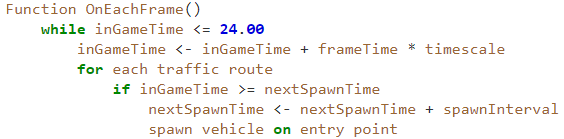 Function OnEachFrame()
while inGameTime <= 24.00
inGameTime <- inGameTime + frameTime * timescale
for each traffic route
if inGameTime >= nextSpawnTime
nextSpawnTime <- nextSpawnTime + spawnInterval
spawn vehicle on entry point